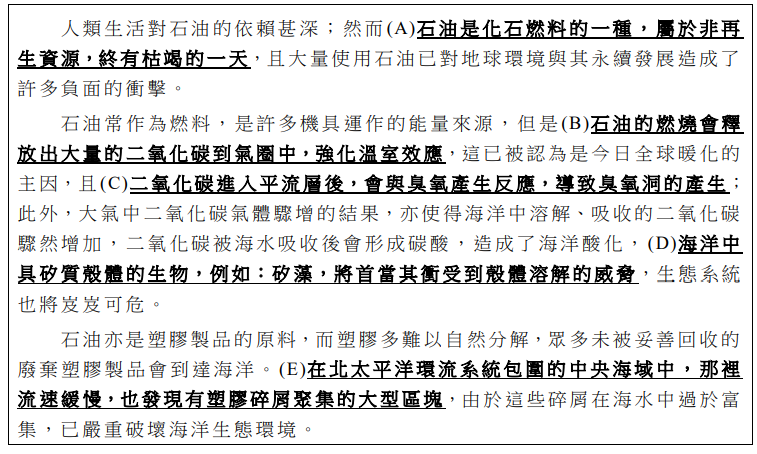 人類生活對石油的依賴甚深；然而(A)石油是化石燃料的一種，屬於非再
生資源，終有枯竭的一天，且大量使用石油已對地球環境與其永續發展造成了
許多負面的衝擊。
石油常作為燃料，是許多機具運作的能量來源，但是(B)石油的燃燒會釋
放出大量的二氧化碳到氣圈中，強化溫室效應，這已被認為是今日全球暖化的
主因，且(C)二氧化碳進入平流層後，會與臭氧產生反應，導致臭氧洞的產生；
此外，大氣中二氧化碳氣體驟增的結果，亦使得海洋中溶解、吸收的二氧化碳
驟然增加，二氧化碳被海水吸收後會形成碳酸，造成了海洋酸化，(D)海洋中
具矽質殼體的生物，例如：矽藻，將首當其衝受到殼體溶解的威脅，生態系統
也將岌岌可危。
石油亦是塑膠製品的原料，而塑膠多難以自然分解，眾多未被妥善回收的
廢棄塑膠製品會到達海洋。(E)在北太平洋環流系統包圍的中央海域中，那裡
流速緩慢，也發現有塑膠碎屑聚集的大型區塊，由於這些碎屑在海水中過於富
集，已嚴重破壞海洋生態環境。